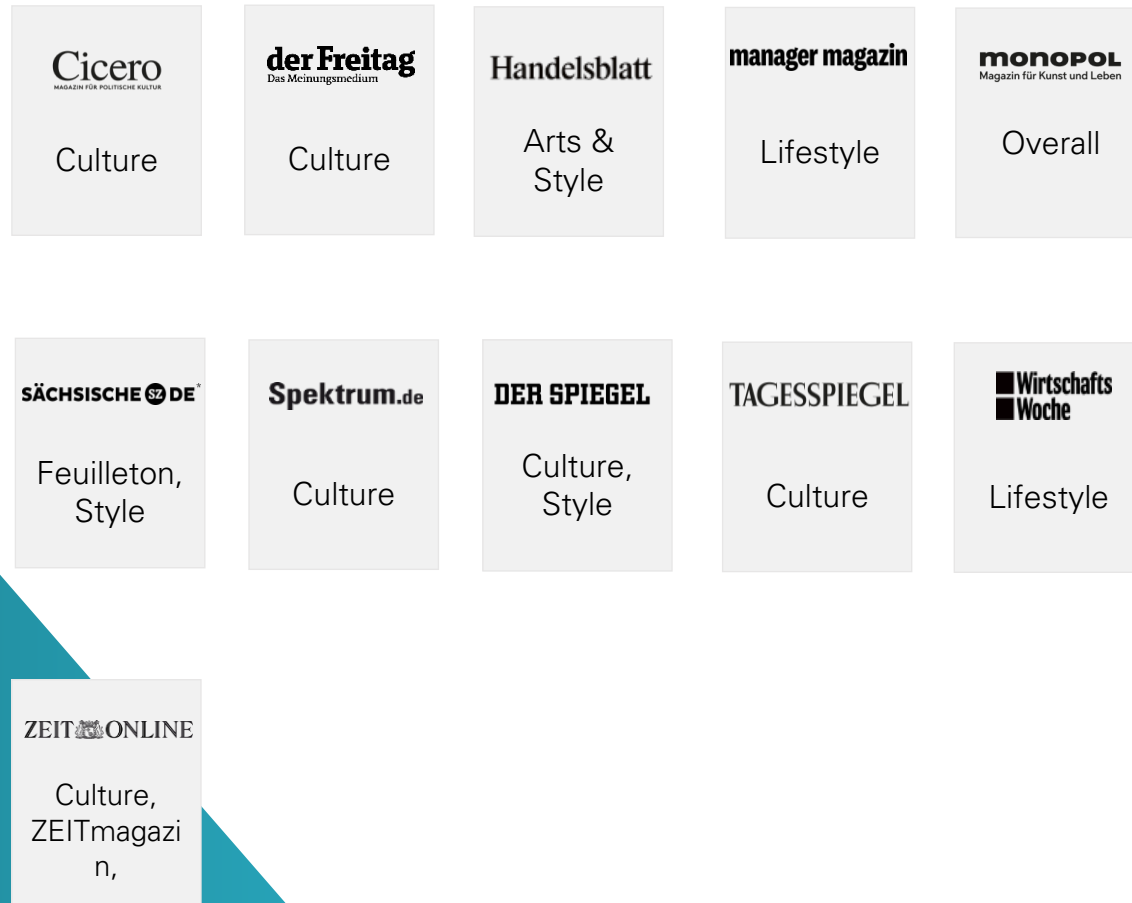 Cicero
MAGAZIN FÜR POLITISCHE KULTUR
Culture
der Freitag
Das Meinungsmedium
Culture
Handelsblatt
Arts &
Style
manager magazin
Lifestyle
monopol
Magazin für Kunst und Leben
Overall
SÄCHSISCHE SZ DE*
Feuilleton,
Style
Spektrum.de
Culture
DER SPIEGEL
Culture,
Style
TAGESSPIEGEL
Culture
Wirtschafts
Woche
Lifestyle
ZEIT ONLINE
Culture,
ZEITmagazi
n,